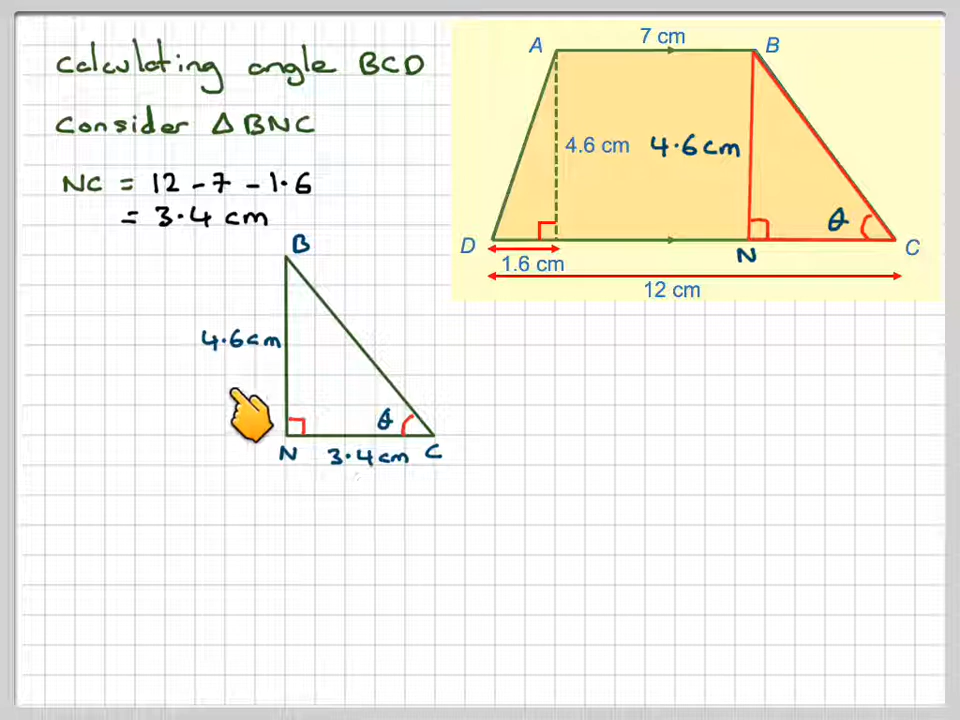 Calculating angle BCD
Consider △BNC
NC = 12 - 7 - 1.6
= 3.4 cm
B
4.6cm
θ
N 3.4cm C
A 7 cm B
4.6 cm 4.6cm
θ
D N C
1.6 cm
12 cm